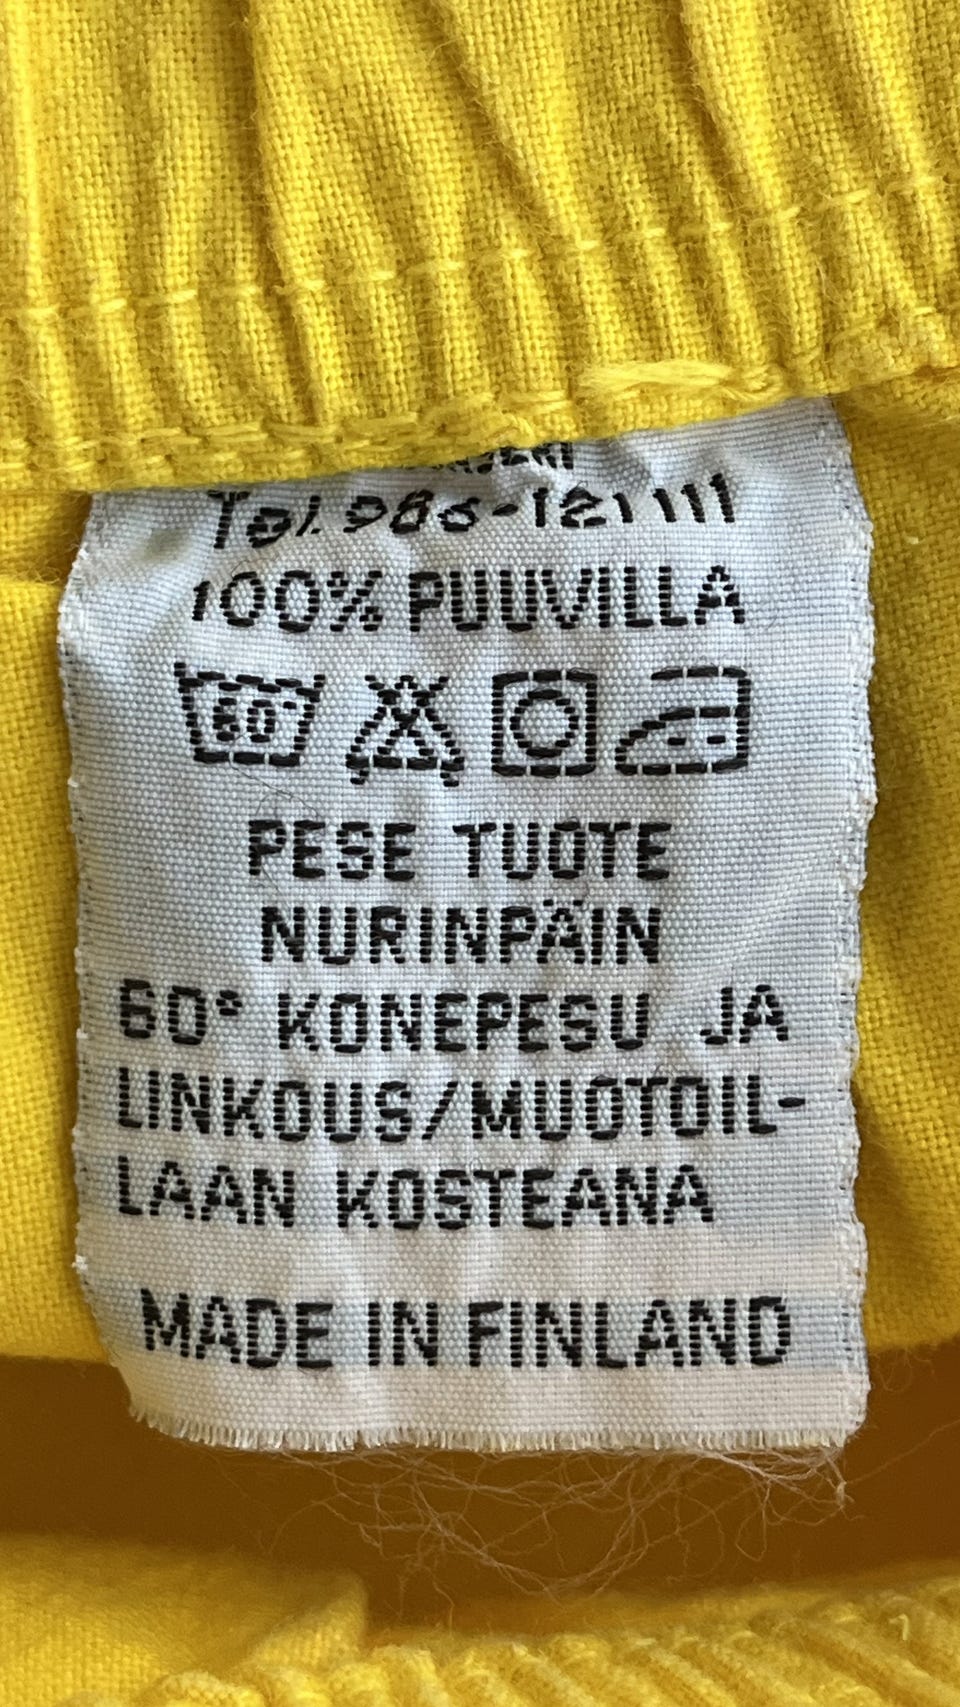 Tel. 986-121111
100% PUUVILLA
60°
PESE TUOTE
NURINPÄIN
60° KONEPESU JA
LINKOUS/MUOTOIL-
LAAN KOSTEANA
MADE IN FINLAND